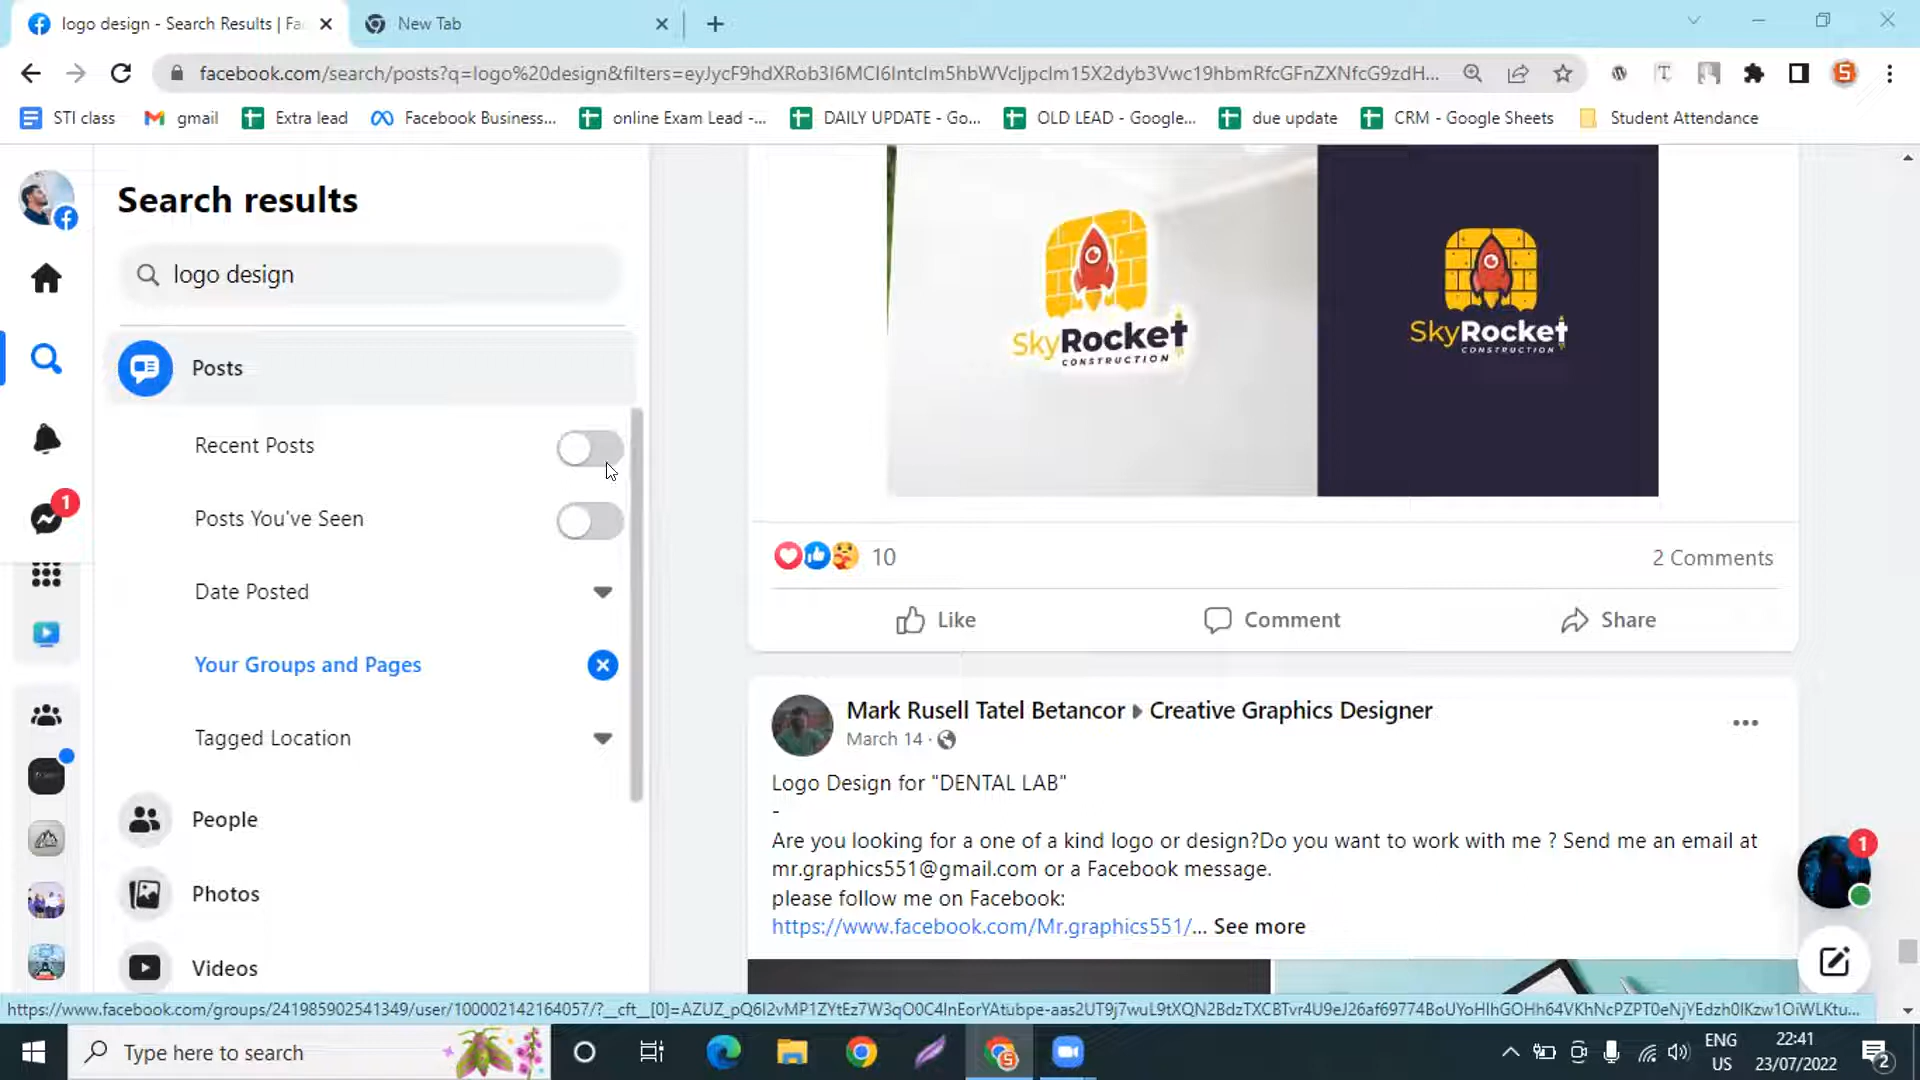 logo design - Search Results | Fa
New Tab
facebook.com/search/posts?q=logo%20design&filters=eyJycF9hdXRob3I6MCI6IntcIm5hbWVcIjpcIm15X2dyb3Vwc19hbmRfcGFnZXNfcG9zdH...
STI class
gmail
Extra lead
Facebook Business...
online Exam Lead -...
DAILY UPDATE - Go...
OLD LEAD - Google...
due update
CRM - Google Sheets
Student Attendance
Search results
logo design
Posts
Recent Posts
Posts You've Seen
Date Posted
Your Groups and Pages
Tagged Location
People
Photos
Videos
1
SkyRocket
CONSTRUCTION
SkyRocket
CONSTRUCTION
10
2 Comments
Like
Comment
Share
Mark Rusell Tatel Betancor ▸ Creative Graphics Designer
March 14 ·
Logo Design for "DENTAL LAB"
-
Are you looking for a one of a kind logo or design?Do you want to work with me ? Send me an email at
mr.graphics551@gmail.com or a Facebook message.
please follow me on Facebook:
https://www.facebook.com/Mr.graphics551/... See more
1
https://www.facebook.com/groups/241985902541349/user/100002142164057/?__cft__[0]=
Type here to search
ENG
US
22:41
23/07/2022
2